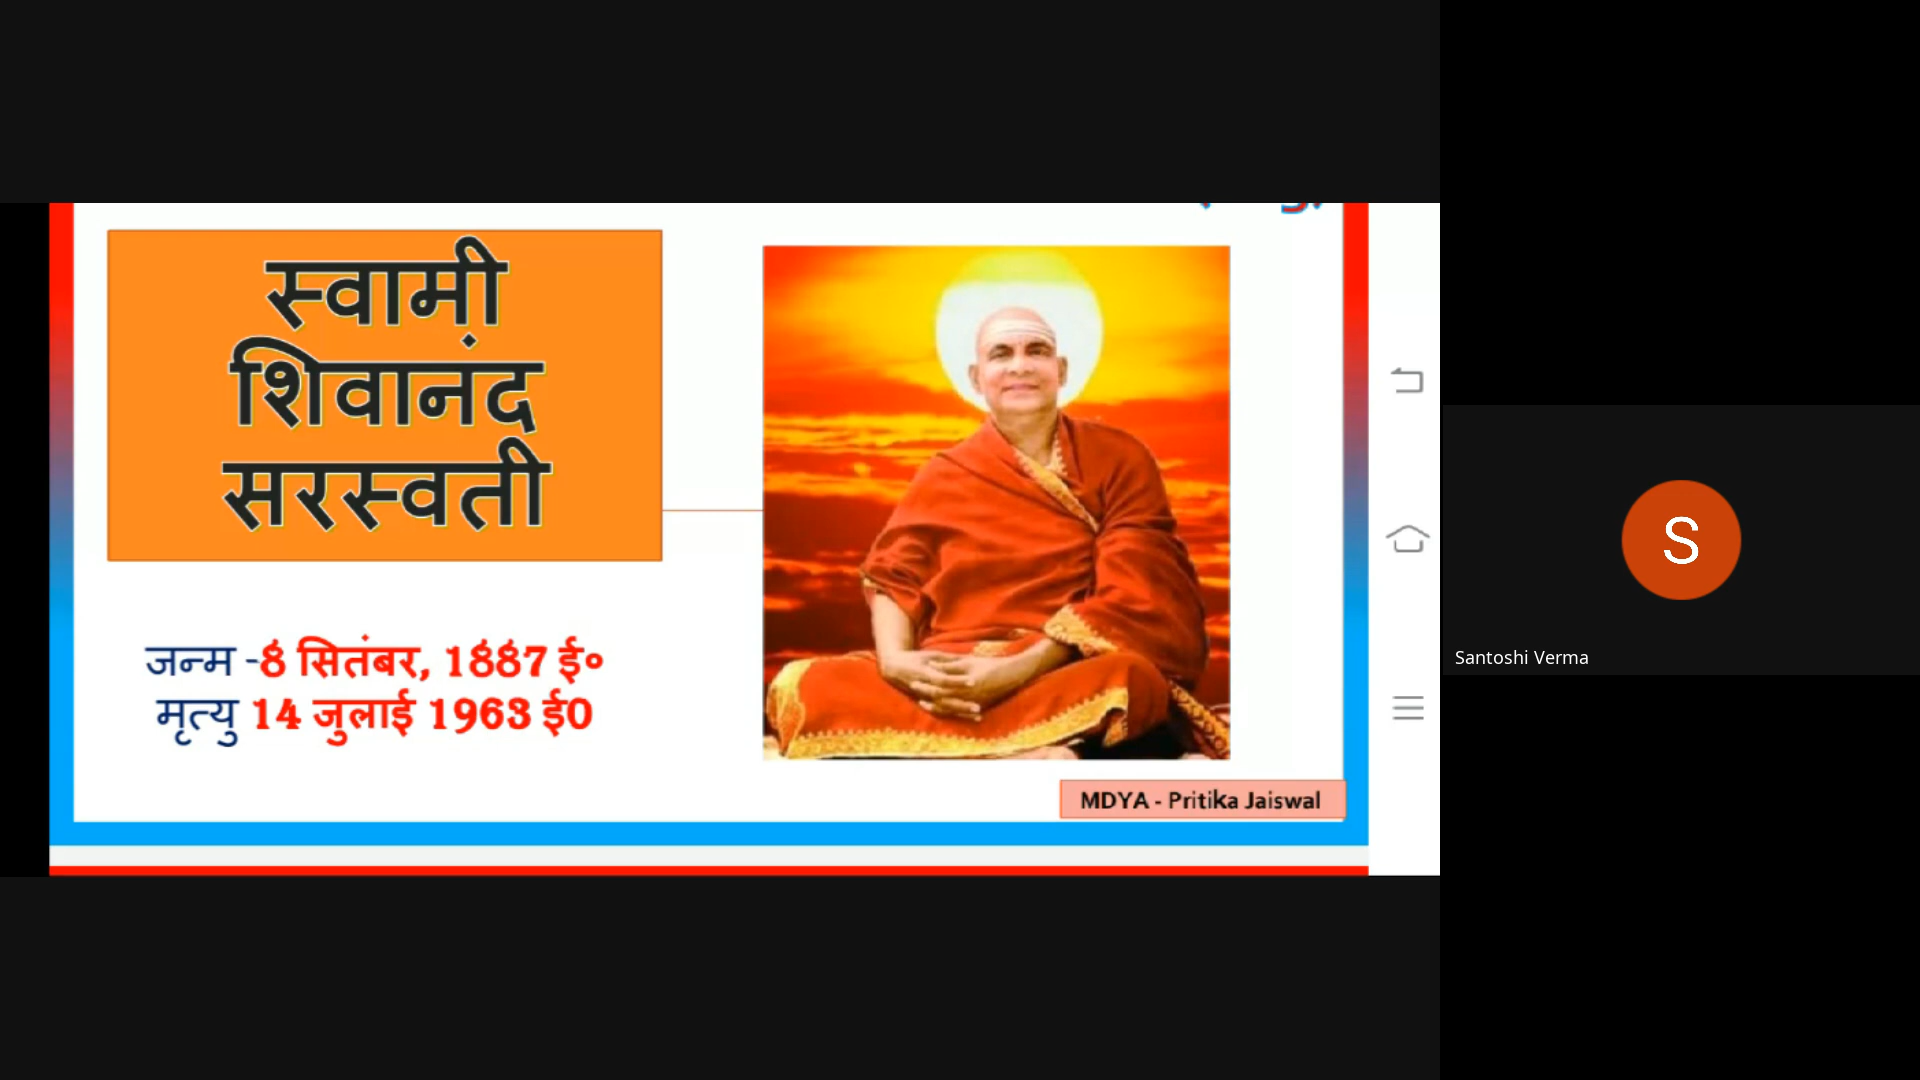 स्वामी
शिवानंद
सरस्वती
जन्म -8 सितंबर, 1887 ई०
मृत्यु 14 जुलाई 1963 ई0
MDYA - Pritika Jaiswal
S
Santoshi Verma